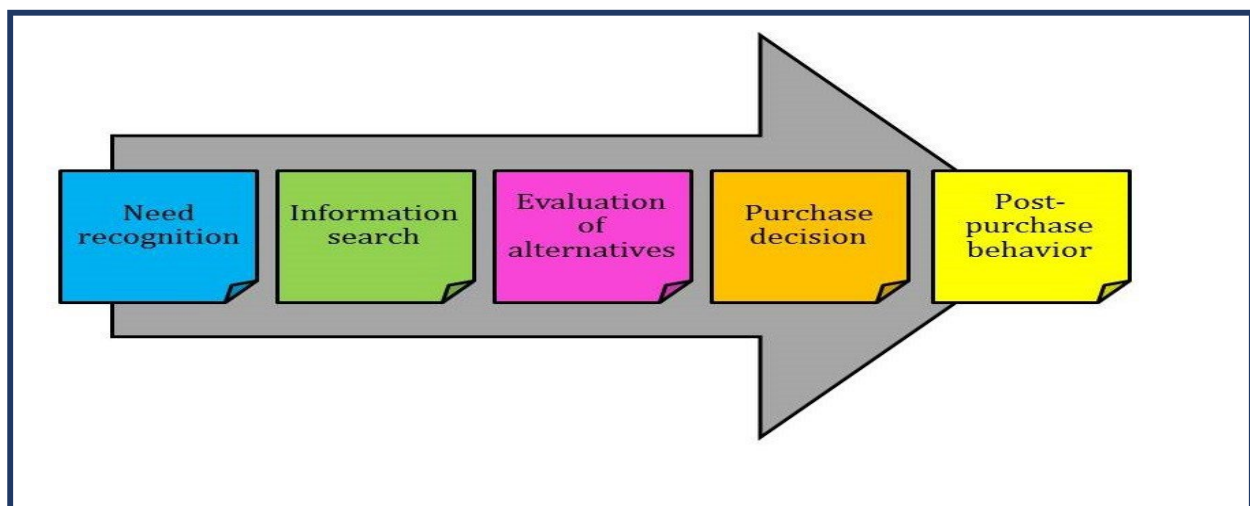 Need
recognition
Information
search
Evaluation
of
alternatives
Purchase
decision
Post-
purchase
behavior